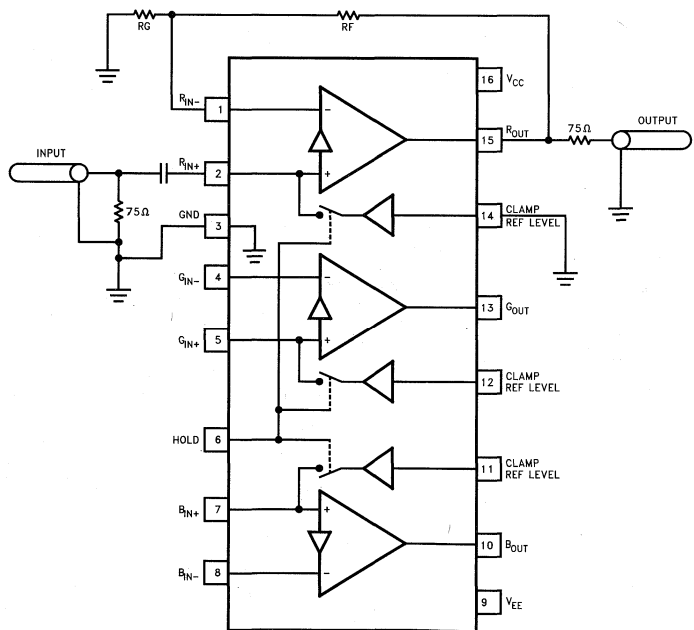 RG
RF
16
VCC
RIN-
1
ROUT
15
75Ω
OUTPUT
INPUT
RIN+
2
75Ω
GND
3
14
CLAMP
REF LEVEL
GIN-
4
13
GOUT
GIN+
5
12
CLAMP
REF LEVEL
HOLD
6
11
CLAMP
REF LEVEL
BIN+
7
10
BOUT
BIN-
8
9
VEE
-
+
-
+
+
-